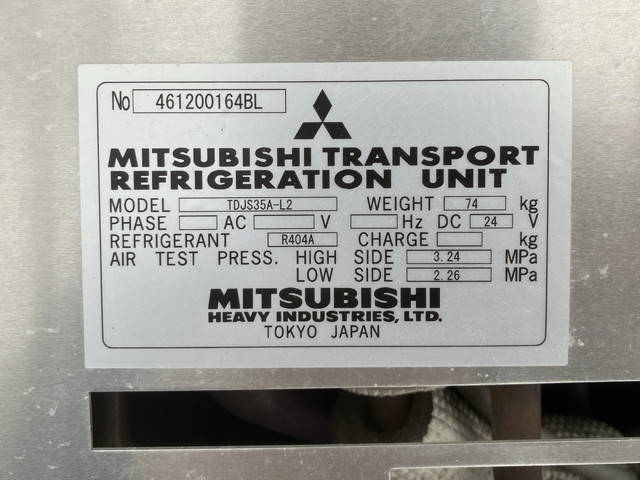 No 461200164BL
MITSUBISHI TRANSPORT
REFRIGERATION UNIT
MODEL TDJS35A-L2 WEIGHT 74 kg
PHASE AC V Hz DC 24 V
REFRIGERANT R404A CHARGE kg
AIR TEST PRESS. HIGH SIDE 3.24 MPa
LOW SIDE 2.26 MPa
MITSUBISHI
HEAVY INDUSTRIES, LTD.
TOKYO JAPAN